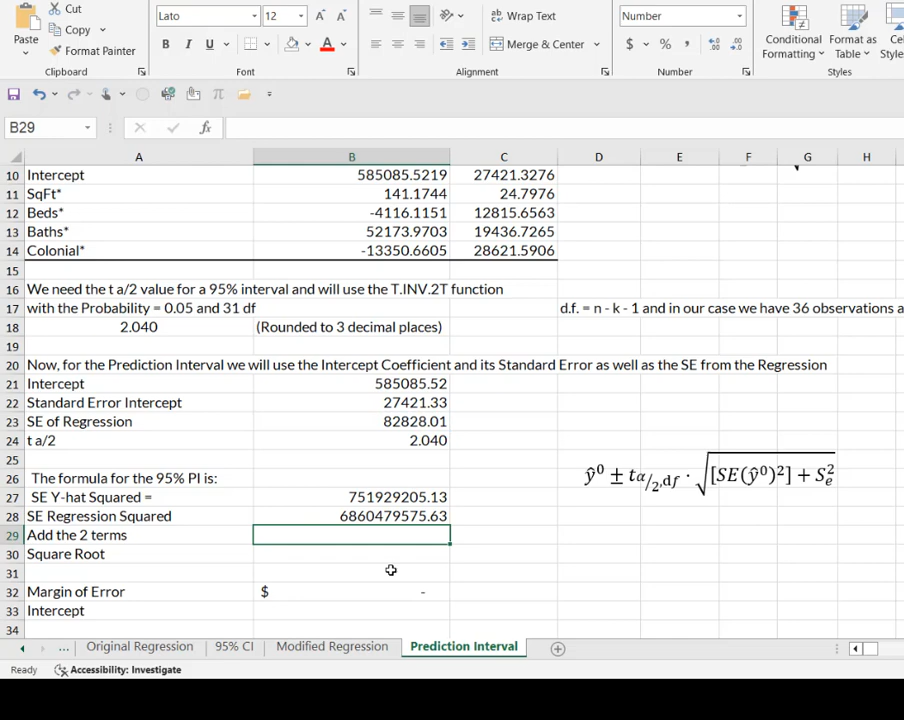 Cut
Copy
Format Painter
Paste
Clipboard
Lato 12 A A
B I U A
Font
Wrap Text
Merge & Center
Alignment
Number
$ %
Number
Conditional Formatting
Format as Table
Styles
B29 fx
A B C D E F G H
10 Intercept 585085.5219 27421.3276
11 SqFt* 141.1744 24.7976
12 Beds* -4116.1151 12815.6563
13 Baths* 52173.9703 19436.7265
14 Colonial* -13350.6605 28621.5906
15
16 We need the t a/2 value for a 95% interval and will use the T.INV.2T function
17 with the Probability = 0.05 and 31 df d.f. = n - k - 1 and in our case we have 36 observations a
18 2.040 (Rounded to 3 decimal places)
19
20 Now, for the Prediction Interval we will use the Intercept Coefficient and its Standard Error as well as the SE from the Regression
21 Intercept 585085.52
22 Standard Error Intercept 27421.33
23 SE of Regression 82828.01
24 t a/2 2.040
25
26 The formula for the 95% PI is:
ŷ⁰ ± tα/2,df · √[SE(ŷ⁰)²] + Sₑ²
27 SE Y-hat Squared = 751929205.13
28 SE Regression Squared 6860479575.63
29 Add the 2 terms
30 Square Root
31
32 Margin of Error $ -
33 Intercept
34
... Original Regression 95% CI Modified Regression Prediction Interval
Ready Accessibility: Investigate